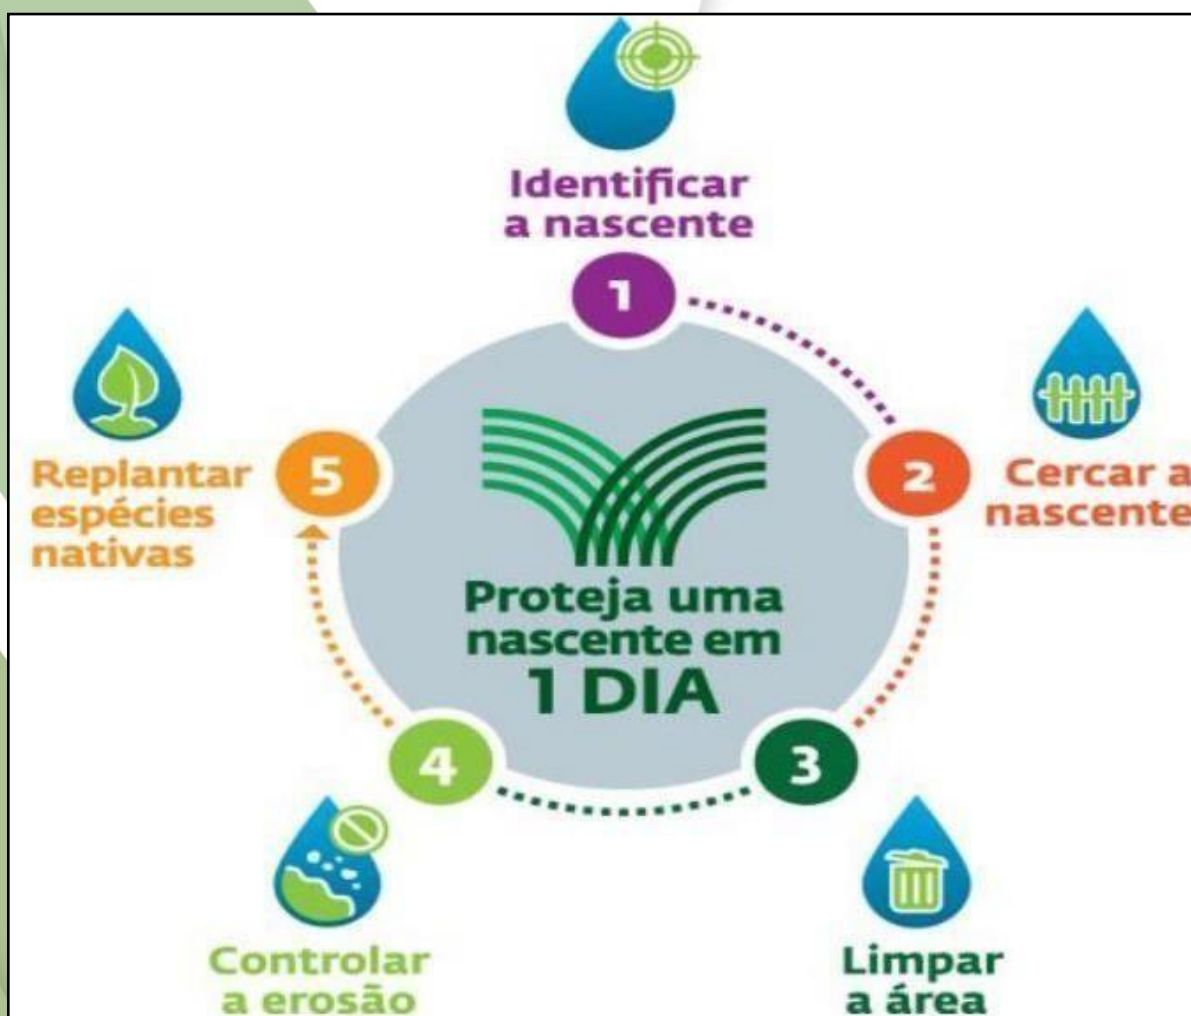 Identificar
a nascente
1
2
Cercar a
nascente
3
Limpar
a área
4
Controlar
a erosão
5
Replantar
espécies
nativas
Proteja uma
nascente em
1 DIA